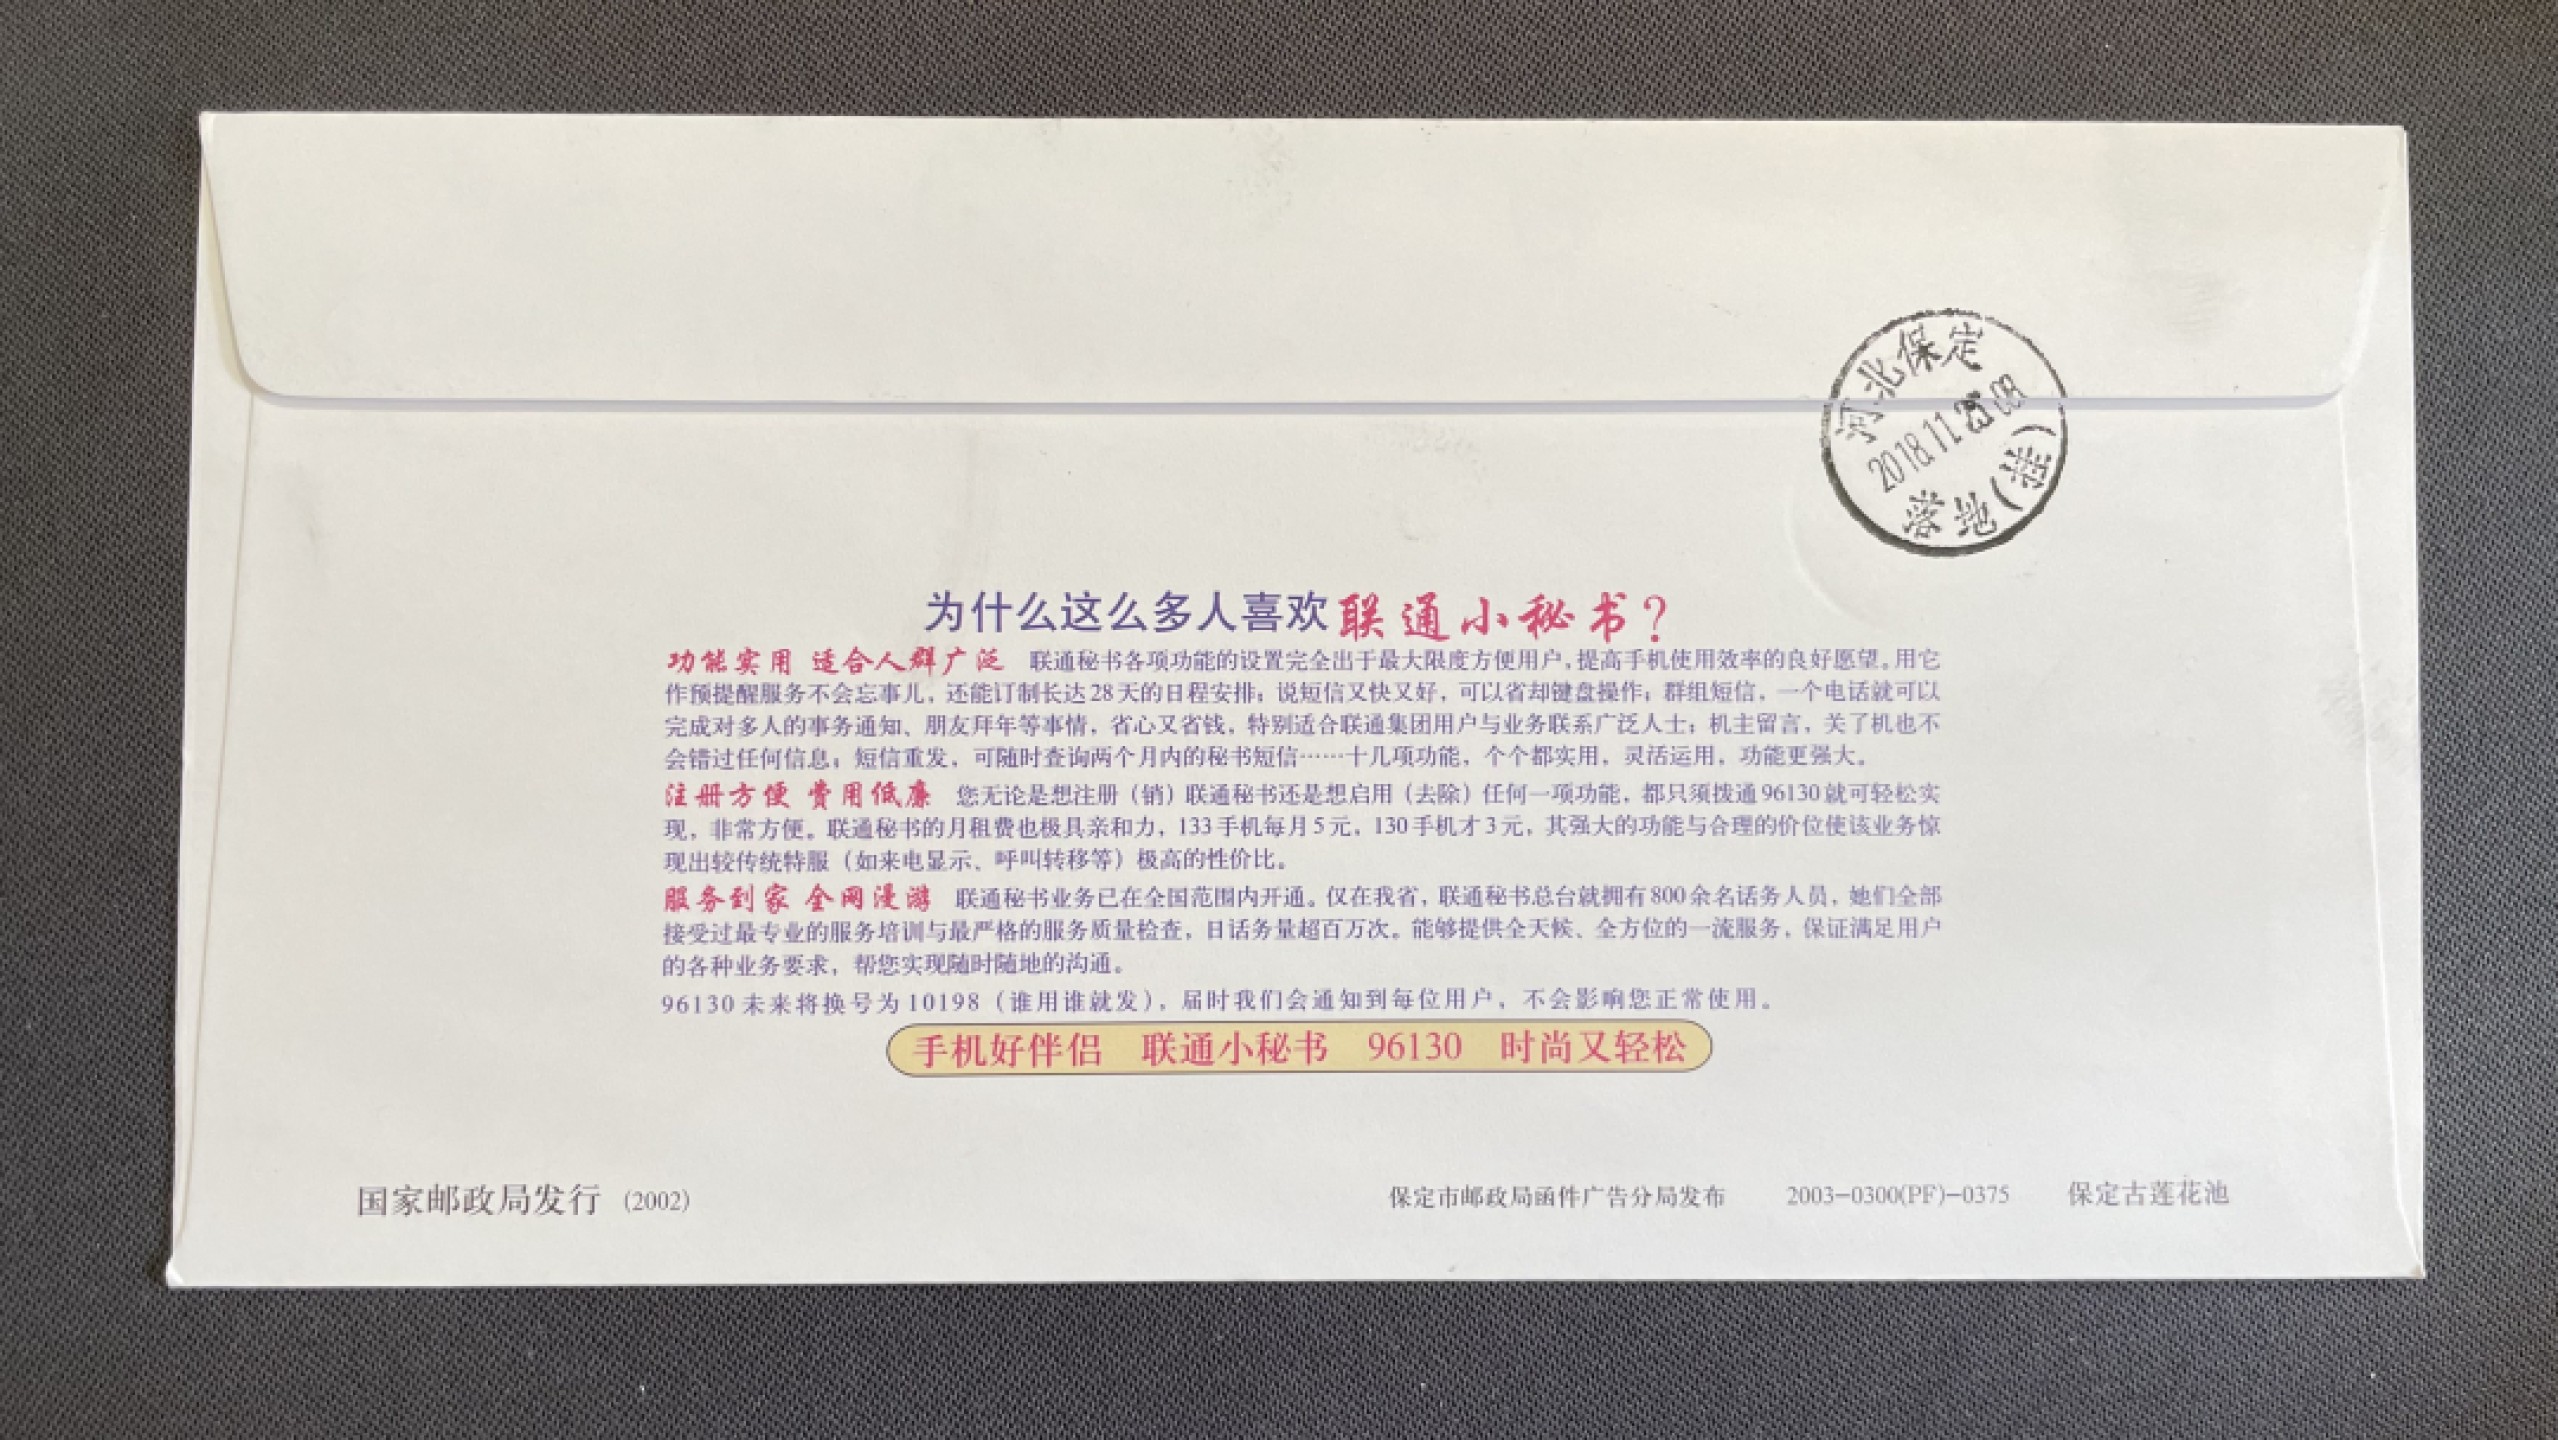 河北保定
2018.11.25.08
落地（班）
为什么这么多人喜欢联通小秘书？
功能实用 适合人群广泛 联通秘书各项功能的设置完全出于最大限度方便用户，提高手机使用效率的良好愿望。用它
作预提醒服务不会忘事儿，还能订制长达28天的日程安排；说短信又快又好，可以省却键盘操作；群组短信，一个电话就可以
完成对多人的事务通知、朋友拜年等事情，省心又省钱，特别适合联通集团用户与业务联系广泛人士；机主留言，关了机也不
会错过任何信息；短信重发，可随时查询两个月内的秘书短信……十几项功能，个个都实用，灵活运用，功能更强大。
注册方便 费用低廉 您无论是想注册（销）联通秘书还是想启用（去除）任何一项功能，都只须拨通96130就可轻松实
现，非常方便。联通秘书的月租费也极具亲和力，133手机每月5元，130手机才3元，其强大的功能与合理的价位使该业务惊
现出较传统特服（如来电显示、呼叫转移等）极高的性价比。
服务到家 全网漫游 联通秘书业务已在全国范围内开通。仅在我省，联通秘书总台就拥有800余名话务人员，她们全部
接受过最专业的服务培训与最严格的服务质量检查，日话务量超百万次。能够提供全天候、全方位的一流服务，保证满足用户
的各种业务要求，帮您实现随时随地的沟通。
96130未来将换号为10198（谁用谁就发），届时我们会通知到每位用户，不会影响您正常使用。
手机好伴侣 联通小秘书 96130 时尚又轻松
国家邮政局发行 (2002) 保定市邮政局函件广告分局发布 2003-0300(PF)-0375 保定古莲花池